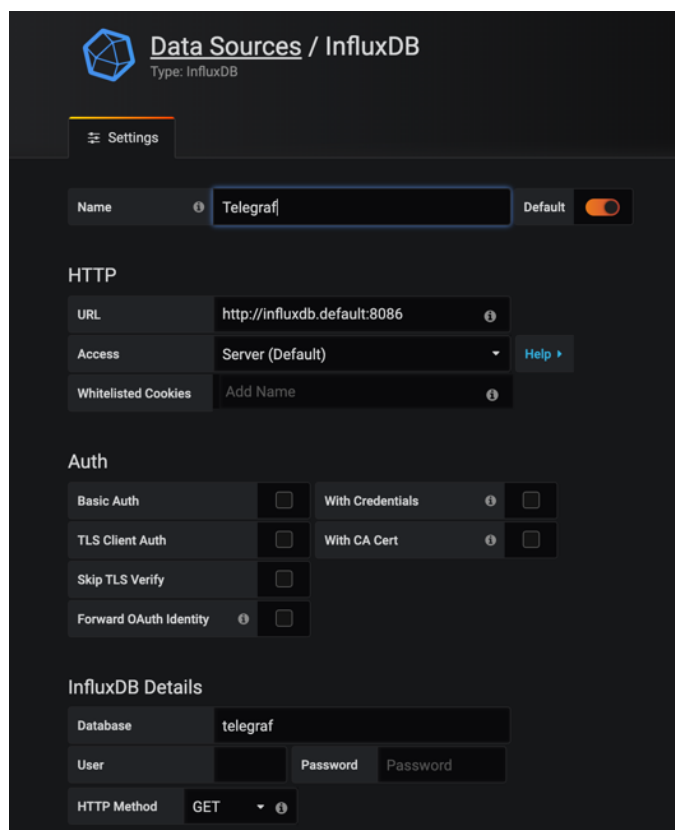 Data Sources / InfluxDB
Type: InfluxDB
Settings
Name Telegraf Default
HTTP
URL http://influxdb.default:8086
Access Server (Default) Help
Whitelisted Cookies Add Name
Auth
Basic Auth With Credentials
TLS Client Auth With CA Cert
Skip TLS Verify
Forward OAuth Identity
InfluxDB Details
Database telegraf
User Password Password
HTTP Method GET